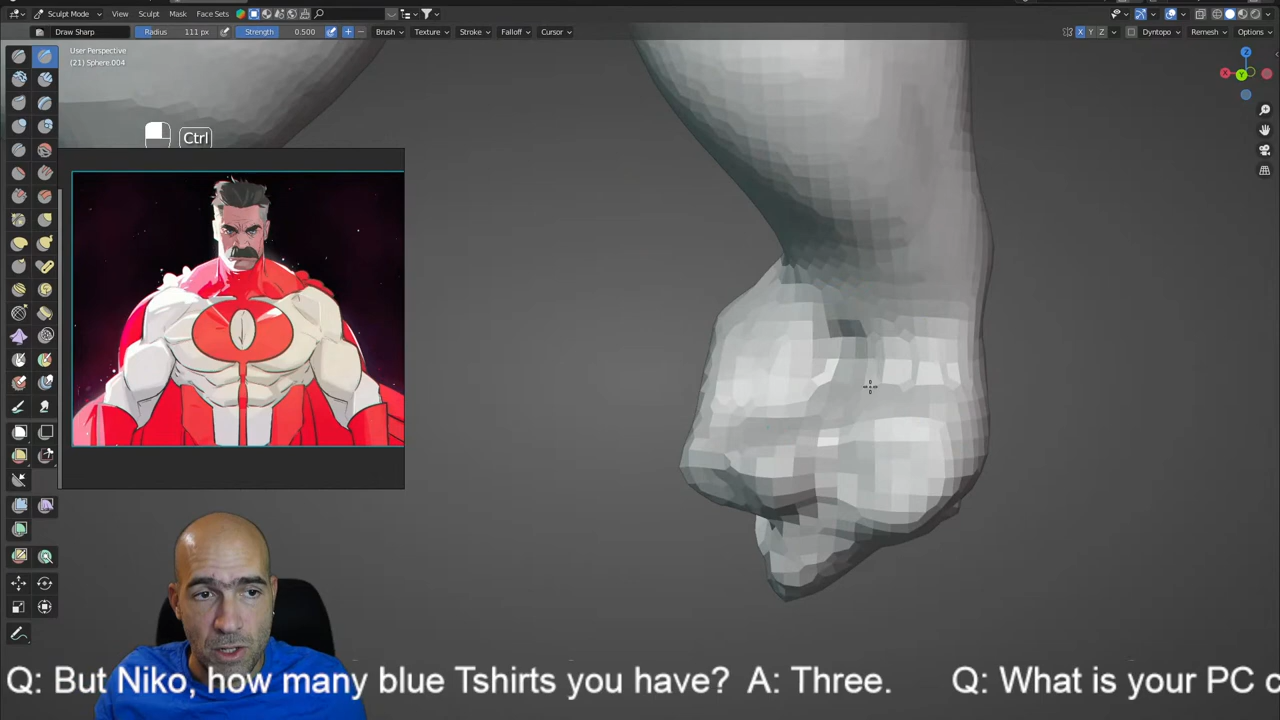 Sculpt Mode View Sculpt Mask Face Sets
Draw Sharp Radius 111 px Strength 0.500 Brush Texture Stroke Falloff Cursor X Y Z Dyntopo Remesh Options
User Perspective
(21) Sphere.004
Z
X
Y
Ctrl
Q: But Niko, how many blue Tshirts you have? A: Three. Q: What is your PC c